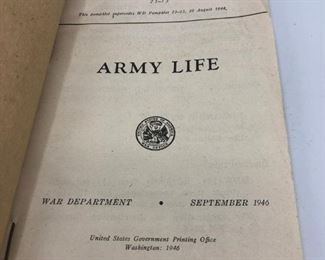 This pamphlet supersedes WD Pamphlet 21-13, 10 August 1944.
ARMY LIFE
WAR DEPARTMENT • SEPTEMBER 1946
United States Government Printing Office
Washington: 1946